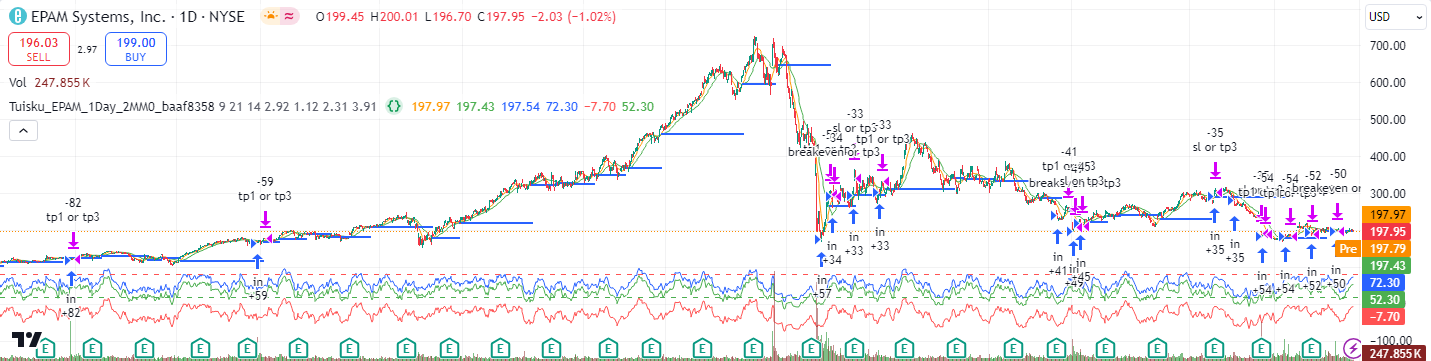 EPAM Systems, Inc. · 1D · NYSE
O199.45 H200.01 L196.70 C197.95 −2.03 (−1.02%)
USD
196.03
SELL
2.97
199.00
BUY
Vol 247.855 K
Tuisku_EPAM_1Day_2MM0_baaf8358 9 21 14 2.92 1.12 2.31 3.91 197.97 197.43 197.54 72.30 −7.70 52.30
700.00
600.00
500.00
400.00
300.00
197.97
197.95
Pre 197.79
197.43
72.30
52.30
−7.70
−100.00
247.855 K
-82
tp1 or tp3
in
+82
-59
tp1 or tp3
in
+59
in
+57
-34
breakeven or tp3
in
+34
-33
sl or tp3
in
+33
-33
tp1 or tp3
in
+33
-41
tp1 or
in
+41
in
+49
-45
sl or tp3
in
+45
-35
sl or tp3
in
+35
in
+35
-54
in
+54
-54
in
+54
-52
in
+52
-50
breakeven or
in
+50
E E E E E E E E E E E E E E E E E E E E E E E E